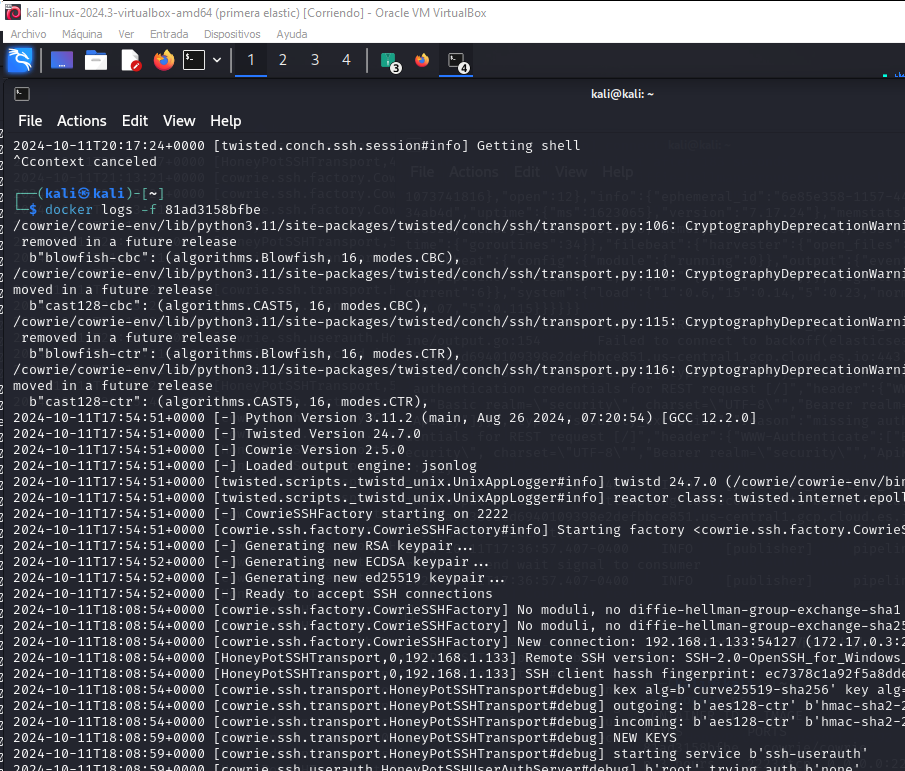 kali-linux-2024.3-virtualbox-amd64 (primera elastic) [Corriendo] - Oracle VM VirtualBox
Archivo Máquina Ver Entrada Dispositivos Ayuda
1 2 3 4 3 4
kali@kali: ~
File Actions Edit View Help
2024-10-11T20:17:24+0000 [twisted.conch.ssh.session#info] Getting shell
^Ccontext canceled
┌──(kali㉿kali)-[~]
└─$ docker logs -f 81ad3158bfbe
/cowrie/cowrie-env/lib/python3.11/site-packages/twisted/conch/ssh/transport.py:106: CryptographyDeprecationWarni
removed in a future release
b"blowfish-cbc": (algorithms.Blowfish, 16, modes.CBC),
/cowrie/cowrie-env/lib/python3.11/site-packages/twisted/conch/ssh/transport.py:110: CryptographyDeprecationWarni
moved in a future release
b"cast128-cbc": (algorithms.CAST5, 16, modes.CBC),
/cowrie/cowrie-env/lib/python3.11/site-packages/twisted/conch/ssh/transport.py:115: CryptographyDeprecationWarni
removed in a future release
b"blowfish-ctr": (algorithms.Blowfish, 16, modes.CTR),
/cowrie/cowrie-env/lib/python3.11/site-packages/twisted/conch/ssh/transport.py:116: CryptographyDeprecationWarni
moved in a future release
b"cast128-ctr": (algorithms.CAST5, 16, modes.CTR),
2024-10-11T17:54:51+0000 [-] Python Version 3.11.2 (main, Aug 26 2024, 07:20:54) [GCC 12.2.0]
2024-10-11T17:54:51+0000 [-] Twisted Version 24.7.0
2024-10-11T17:54:51+0000 [-] Cowrie Version 2.5.0
2024-10-11T17:54:51+0000 [-] Loaded output engine: jsonlog
2024-10-11T17:54:51+0000 [twisted.scripts._twistd_unix.UnixAppLogger#info] twistd 24.7.0 (/cowrie/cowrie-env/bin
2024-10-11T17:54:51+0000 [twisted.scripts._twistd_unix.UnixAppLogger#info] reactor class: twisted.internet.epoll
2024-10-11T17:54:51+0000 [-] CowrieSSHFactory starting on 2222
2024-10-11T17:54:51+0000 [cowrie.ssh.factory.CowrieSSHFactory#info] Starting factory <cowrie.ssh.factory.CowrieS
2024-10-11T17:54:51+0000 [-] Generating new RSA keypair...
2024-10-11T17:54:52+0000 [-] Generating new ECDSA keypair...
2024-10-11T17:54:52+0000 [-] Generating new ed25519 keypair...
2024-10-11T17:54:52+0000 [-] Ready to accept SSH connections
2024-10-11T18:08:54+0000 [cowrie.ssh.factory.CowrieSSHFactory] No moduli, no diffie-hellman-group-exchange-sha1
2024-10-11T18:08:54+0000 [cowrie.ssh.factory.CowrieSSHFactory] No moduli, no diffie-hellman-group-exchange-sha25
2024-10-11T18:08:54+0000 [cowrie.ssh.factory.CowrieSSHFactory] New connection: 192.168.1.133:54127 (172.17.0.3:2
2024-10-11T18:08:54+0000 [HoneyPotSSHTransport,0,192.168.1.133] Remote SSH version: SSH-2.0-OpenSSH_for_Windows_
2024-10-11T18:08:54+0000 [HoneyPotSSHTransport,0,192.168.1.133] SSH client hassh fingerprint: ec7378c1a92f5a8dde
2024-10-11T18:08:54+0000 [cowrie.ssh.transport.HoneyPotSSHTransport#debug] kex alg=b'curve25519-sha256' key alg=
2024-10-11T18:08:54+0000 [cowrie.ssh.transport.HoneyPotSSHTransport#debug] outgoing: b'aes128-ctr' b'hmac-sha2-2
2024-10-11T18:08:54+0000 [cowrie.ssh.transport.HoneyPotSSHTransport#debug] incoming: b'aes128-ctr' b'hmac-sha2-2
2024-10-11T18:08:59+0000 [cowrie.ssh.transport.HoneyPotSSHTransport#debug] NEW KEYS
2024-10-11T18:08:59+0000 [cowrie.ssh.transport.HoneyPotSSHTransport#debug] starting service b'ssh-userauth'
2024-10-11T18:08:59+0000 [cowrie.ssh.userauth.HoneyPotSSHUserAuthServer#debug] b'root' trying auth b'none'